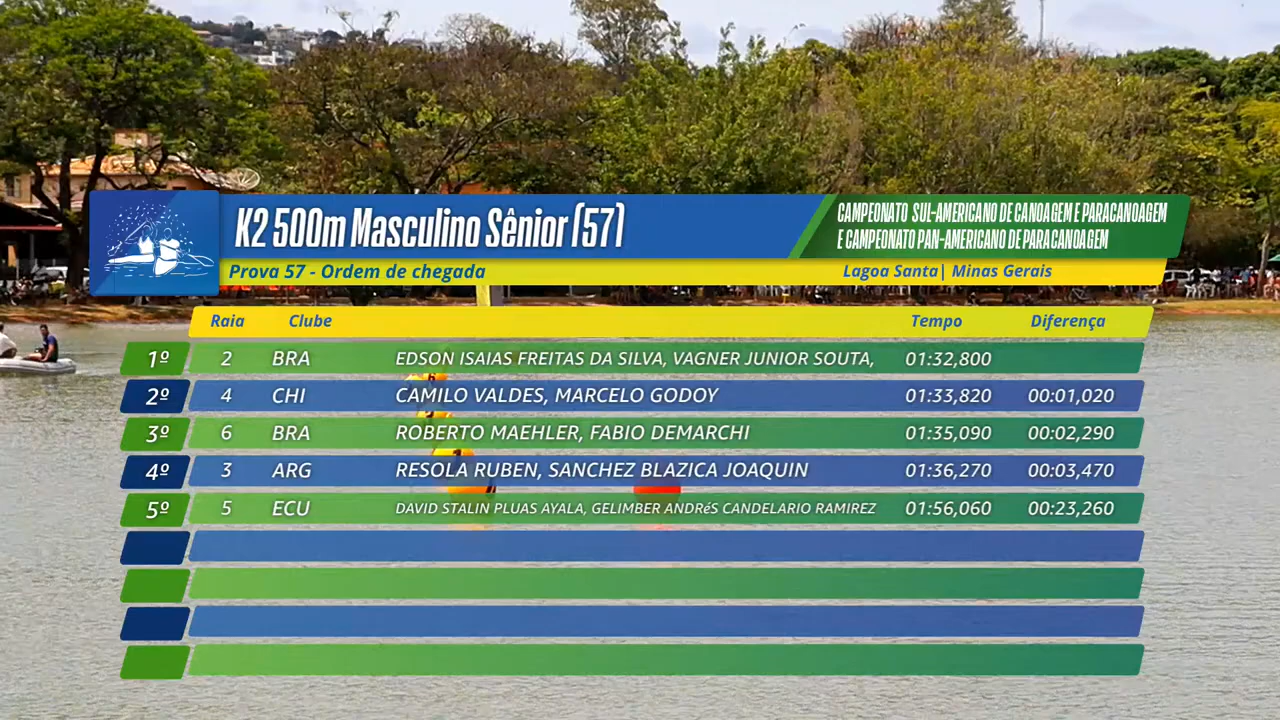 K2 500m Masculino Sênior (57)
CAMPEONATO SUL-AMERICANO DE CANOAGEM E PARACANOAGEM
E CAMPEONATO PAN-AMERICANO DE PARACANOAGEM
Prova 57 - Ordem de chegada
Lagoa Santa| Minas Gerais
Raia Clube Tempo Diferença
1º 2 BRA EDSON ISAIAS FREITAS DA SILVA, VAGNER JUNIOR SOUTA, 01:32,800
2º 4 CHI CAMILO VALDES, MARCELO GODOY 01:33,820 00:01,020
3º 6 BRA ROBERTO MAEHLER, FABIO DEMARCHI 01:35,090 00:02,290
4º 3 ARG RESOLA RUBEN, SANCHEZ BLAZICA JOAQUIN 01:36,270 00:03,470
5º 5 ECU DAVID STALIN PLUAS AYALA, GELIMBER ANDRéS CANDELARIO RAMIREZ 01:56,060 00:23,260